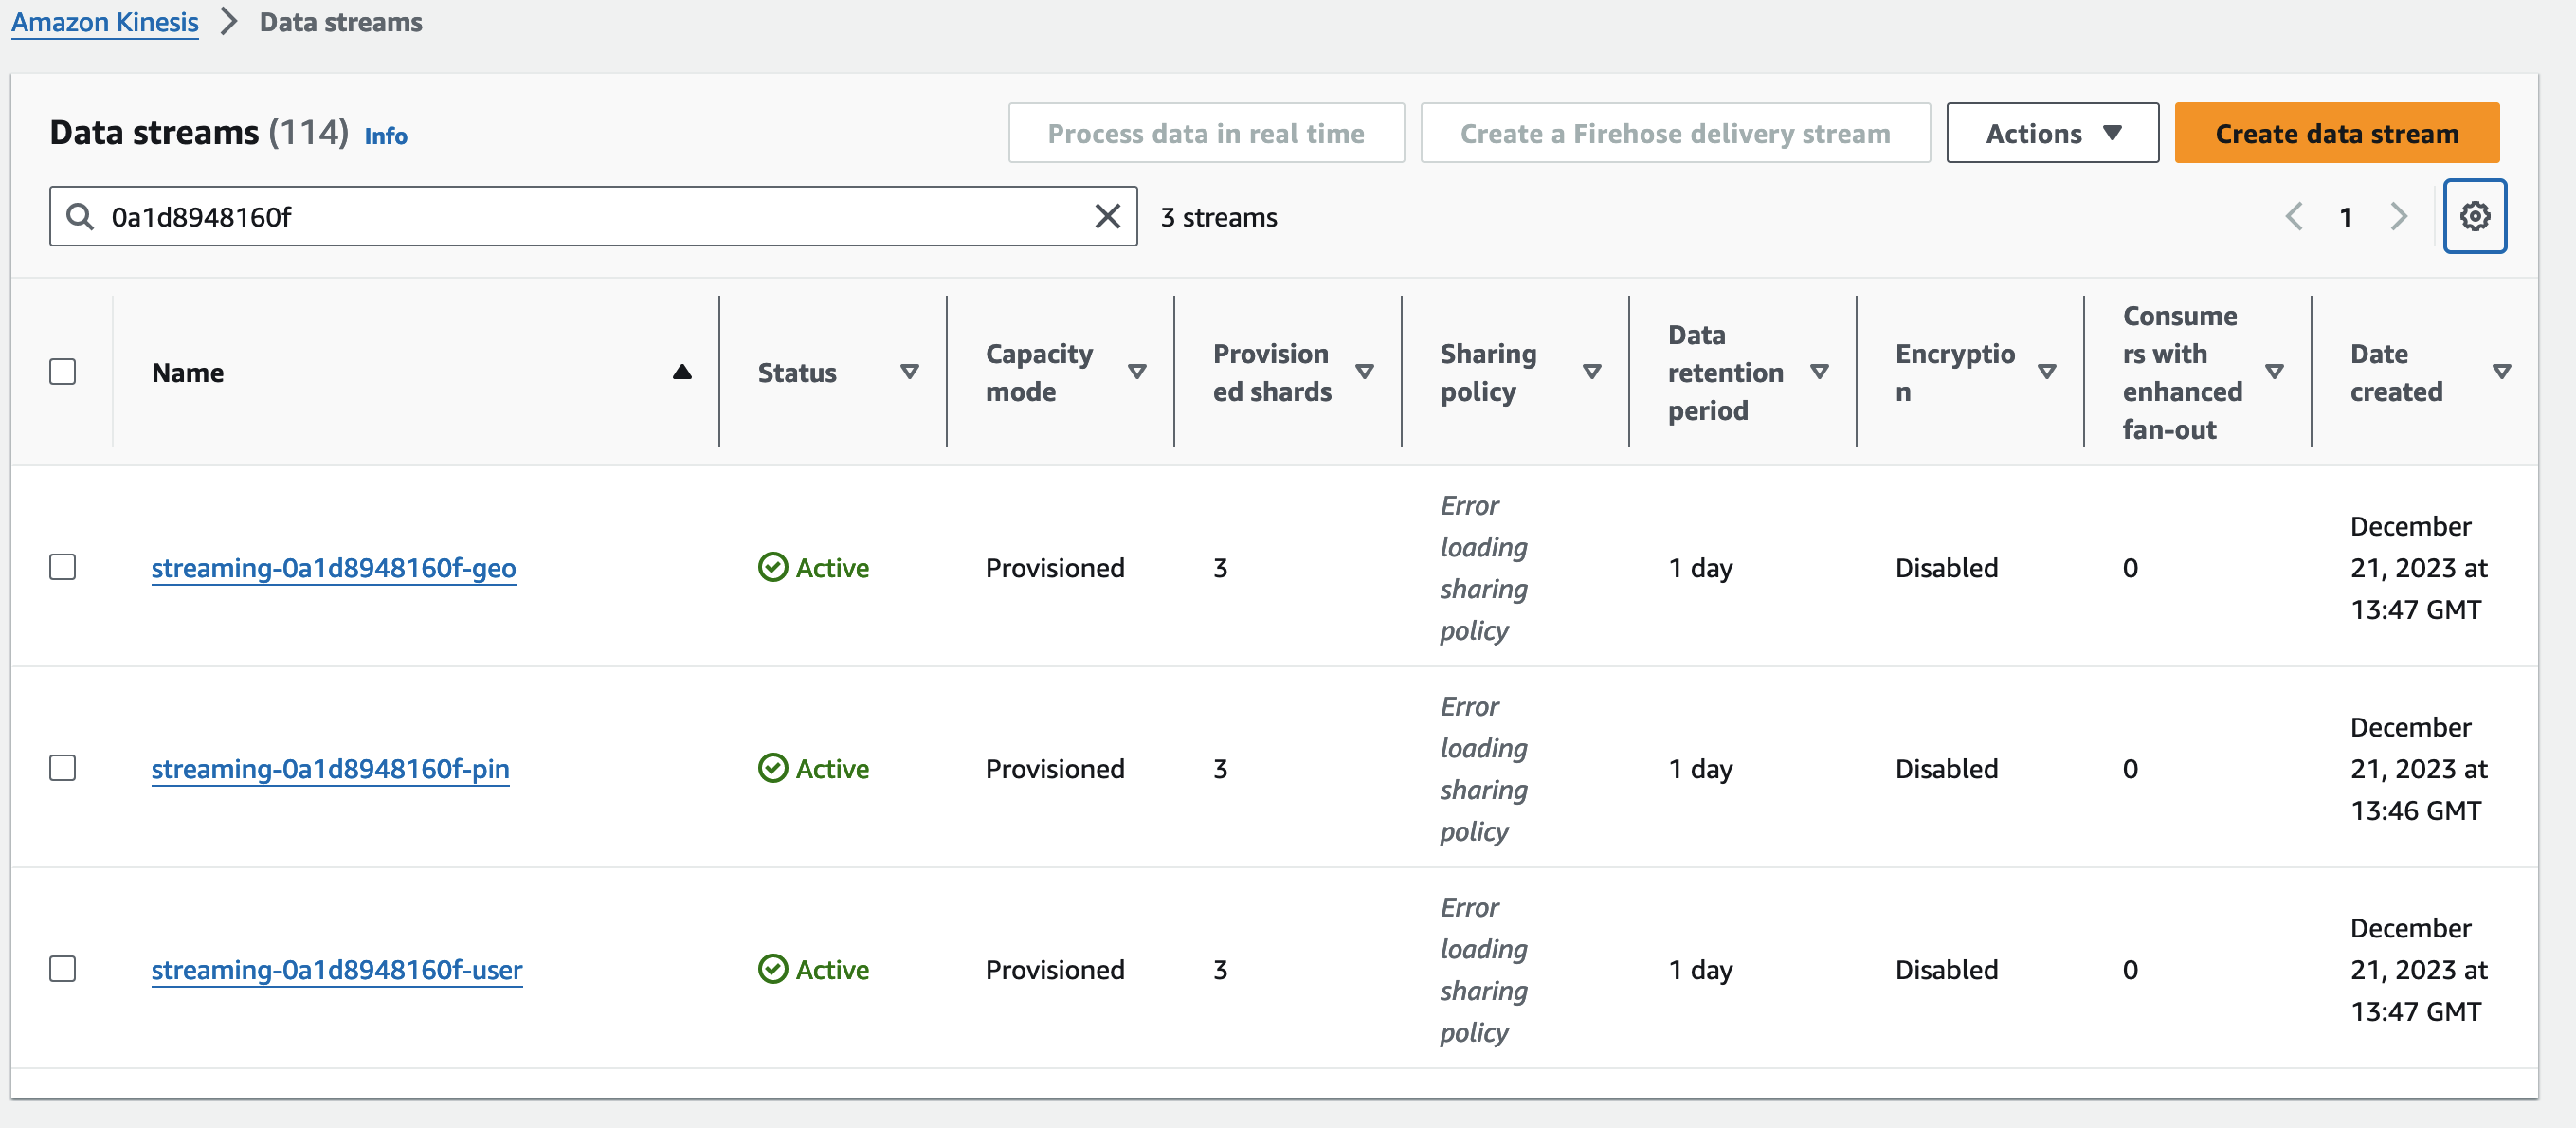 Amazon Kinesis > Data streams
Data streams (114) Info
Process data in real time
Create a Firehose delivery stream
Actions
Create data stream
0a1d8948160f
3 streams
1
Name
Status
Capacity
mode
Provision
ed shards
Sharing
policy
Data
retention
period
Encryptio
n
Consume
rs with
enhanced
fan-out
Date
created
streaming-0a1d8948160f-geo
Active
Provisioned
3
Error
loading
sharing
policy
1 day
Disabled
0
December
21, 2023 at
13:47 GMT
streaming-0a1d8948160f-pin
Active
Provisioned
3
Error
loading
sharing
policy
1 day
Disabled
0
December
21, 2023 at
13:46 GMT
streaming-0a1d8948160f-user
Active
Provisioned
3
Error
loading
sharing
policy
1 day
Disabled
0
December
21, 2023 at
13:47 GMT